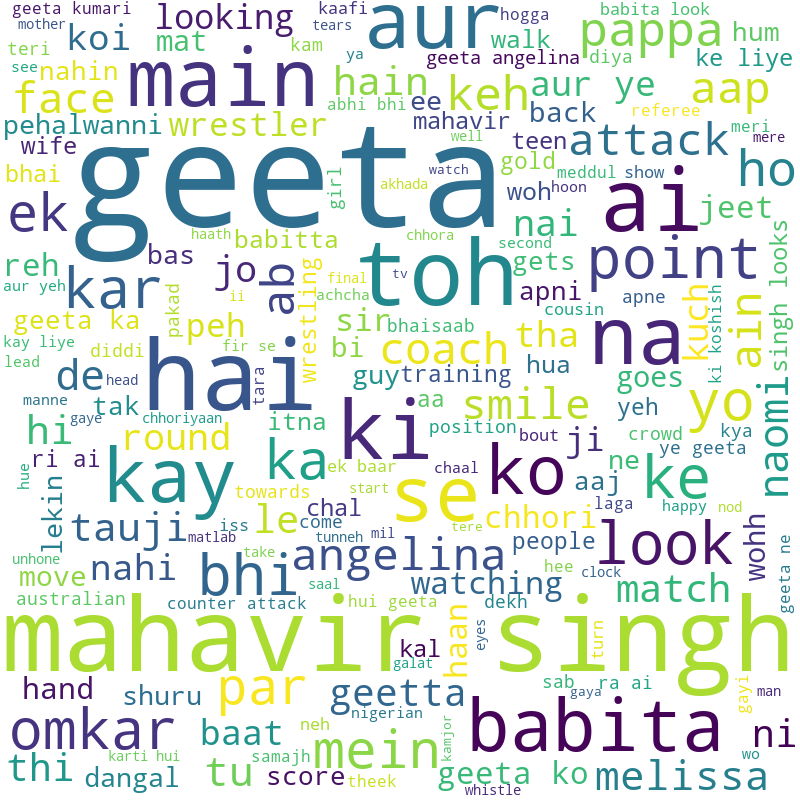 geeta kumari looking aur pappa babita look
mother koi kaafi hogga
teri mat tears walk hum diya ke liye
see nahin main kam ya geeta angelina
face hain abhi bhi ee keh aur ye aap
pehalwanni wrestler mahavir back referee meri
wife geeta teen attack mere
bhai girl well watch gold meddul show ho
akhada woh hoon ai
ek haath chhora nai jeet
babitta second
reh kar bas jo ab toh gets point
aur yeh final tv apni apne kuch ain singh looks
geeta ka pakad peh ii achcha cousin
kay liye diddi fir se wrestling sir bhaisaab coach tha na ki koshish
lead hai bi
de head tara guy training hua goes yo naomi
manne tak aa smile yeh
gaye chhoriyaan itna ki position crowd kya
hi round bout ji ne ye geeta
hue ri ai kay ka ek baar chaal ko aaj ke
lekin towards start se happy nod
tauji iss le chal come tere chhori laga look wohh
matlab people
unhone nahi take tunneh mil angelina hee clock
move bhi saal watching match
australian counter attack hui geeta dekh geeta ne
mahavir singh turn
haan eyes
kal galat sab ra ai
hand shuru par geetta gaya gayi man
omkar baat neh nigerian babita ni
thi karti hui samajh mein kamjor wo
dangal tu score theek geeta ko melissa
whistle